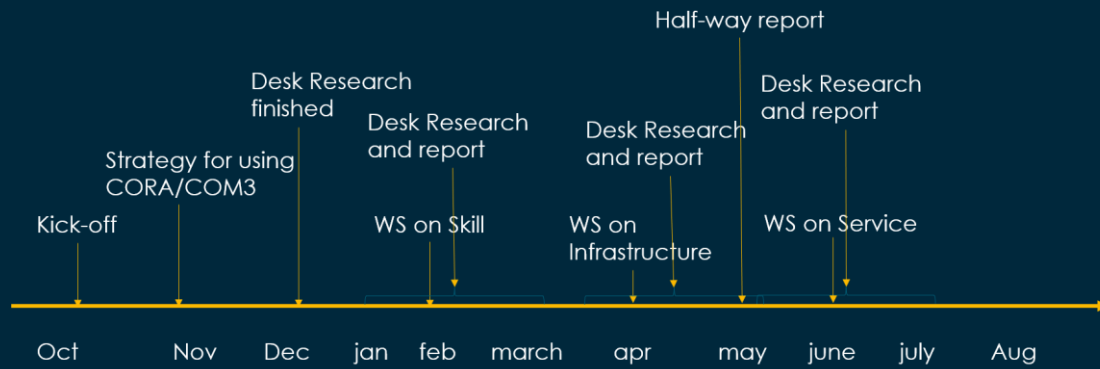 Half-way report
Desk Research
finished
Desk Research
and report
Desk Research
and report
Desk Research
and report
Strategy for using
CORA/COM3
Kick-off
WS on Skill
WS on
Infrastructure
WS on Service
Oct Nov Dec jan feb march apr may june july Aug